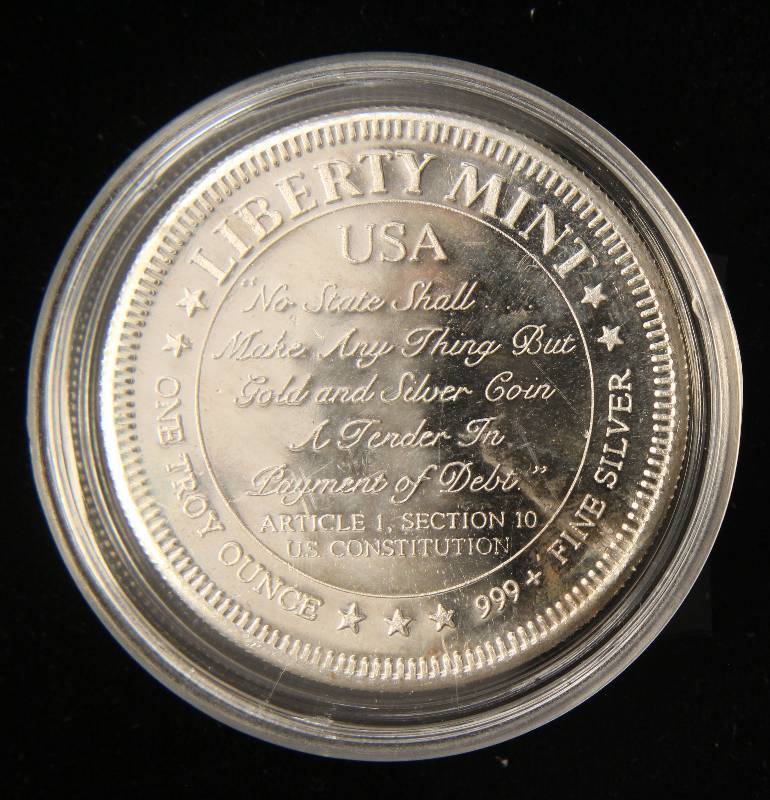 LIBERTY MINT
USA
"No State Shall ....
Make Any Thing But
Gold and Silver Coin
A Tender In
Payment of Debt."
ARTICLE 1, SECTION 10
U.S. CONSTITUTION
ONE TROY OUNCE
999+ FINE SILVER